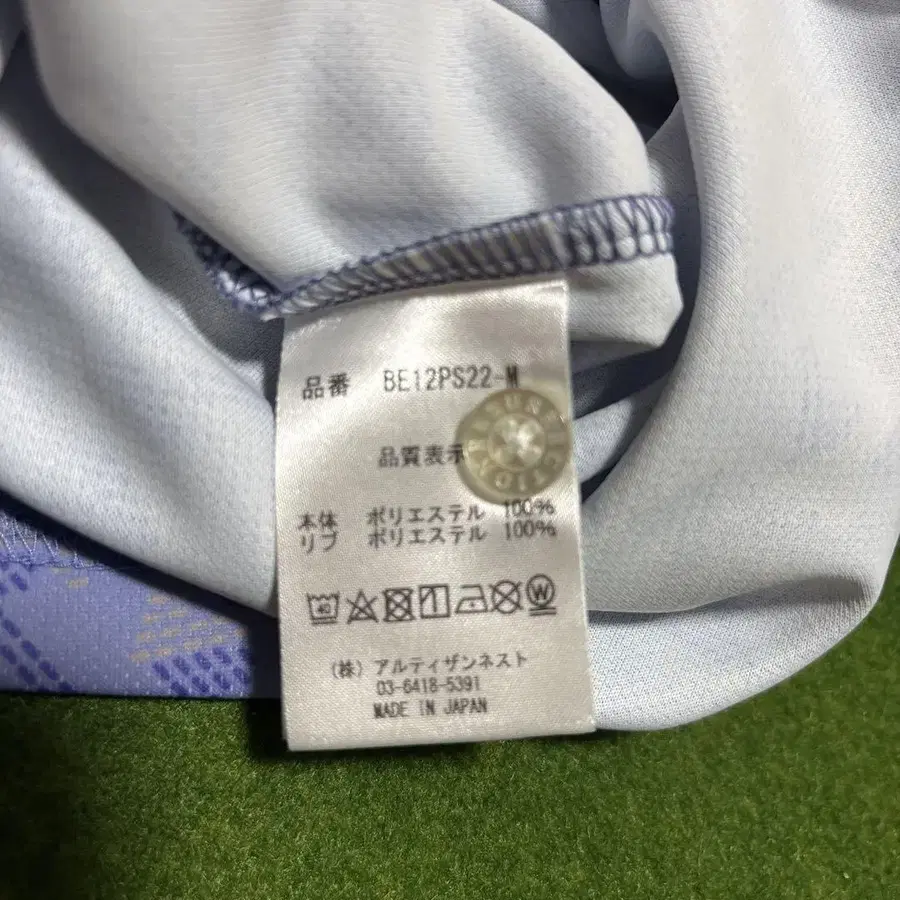 品番 BE12PS22-M
品質表示
本体 ポリエステル 100%
リブ ポリエステル 100%
40 W
(株) アルティザンネスト
03-6418-5391
MADE IN JAPAN